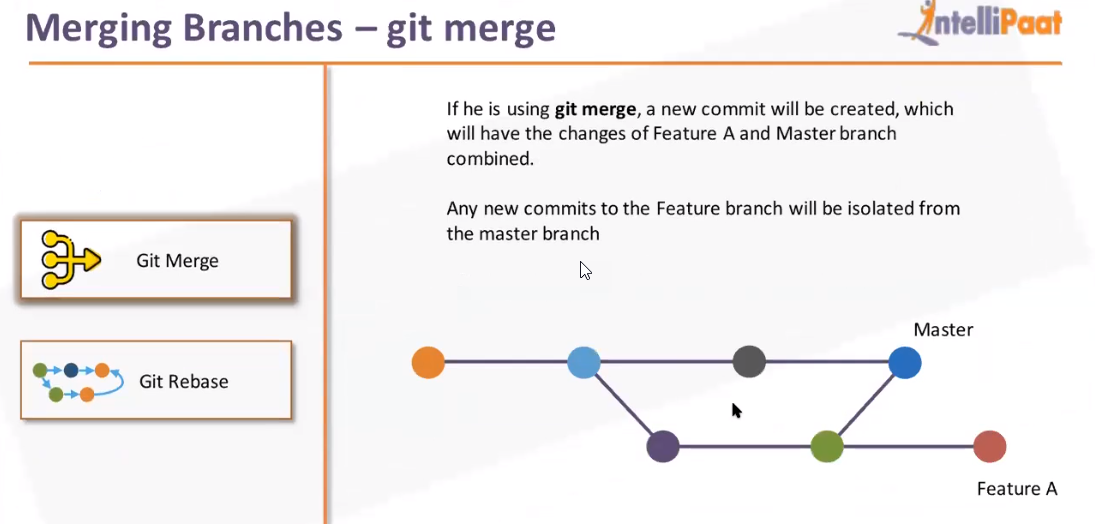 Merging Branches – git merge
IntelliPaat
If he is using git merge, a new commit will be created, which
will have the changes of Feature A and Master branch
combined.
Any new commits to the Feature branch will be isolated from
the master branch
Git Merge
Git Rebase
Master
Feature A